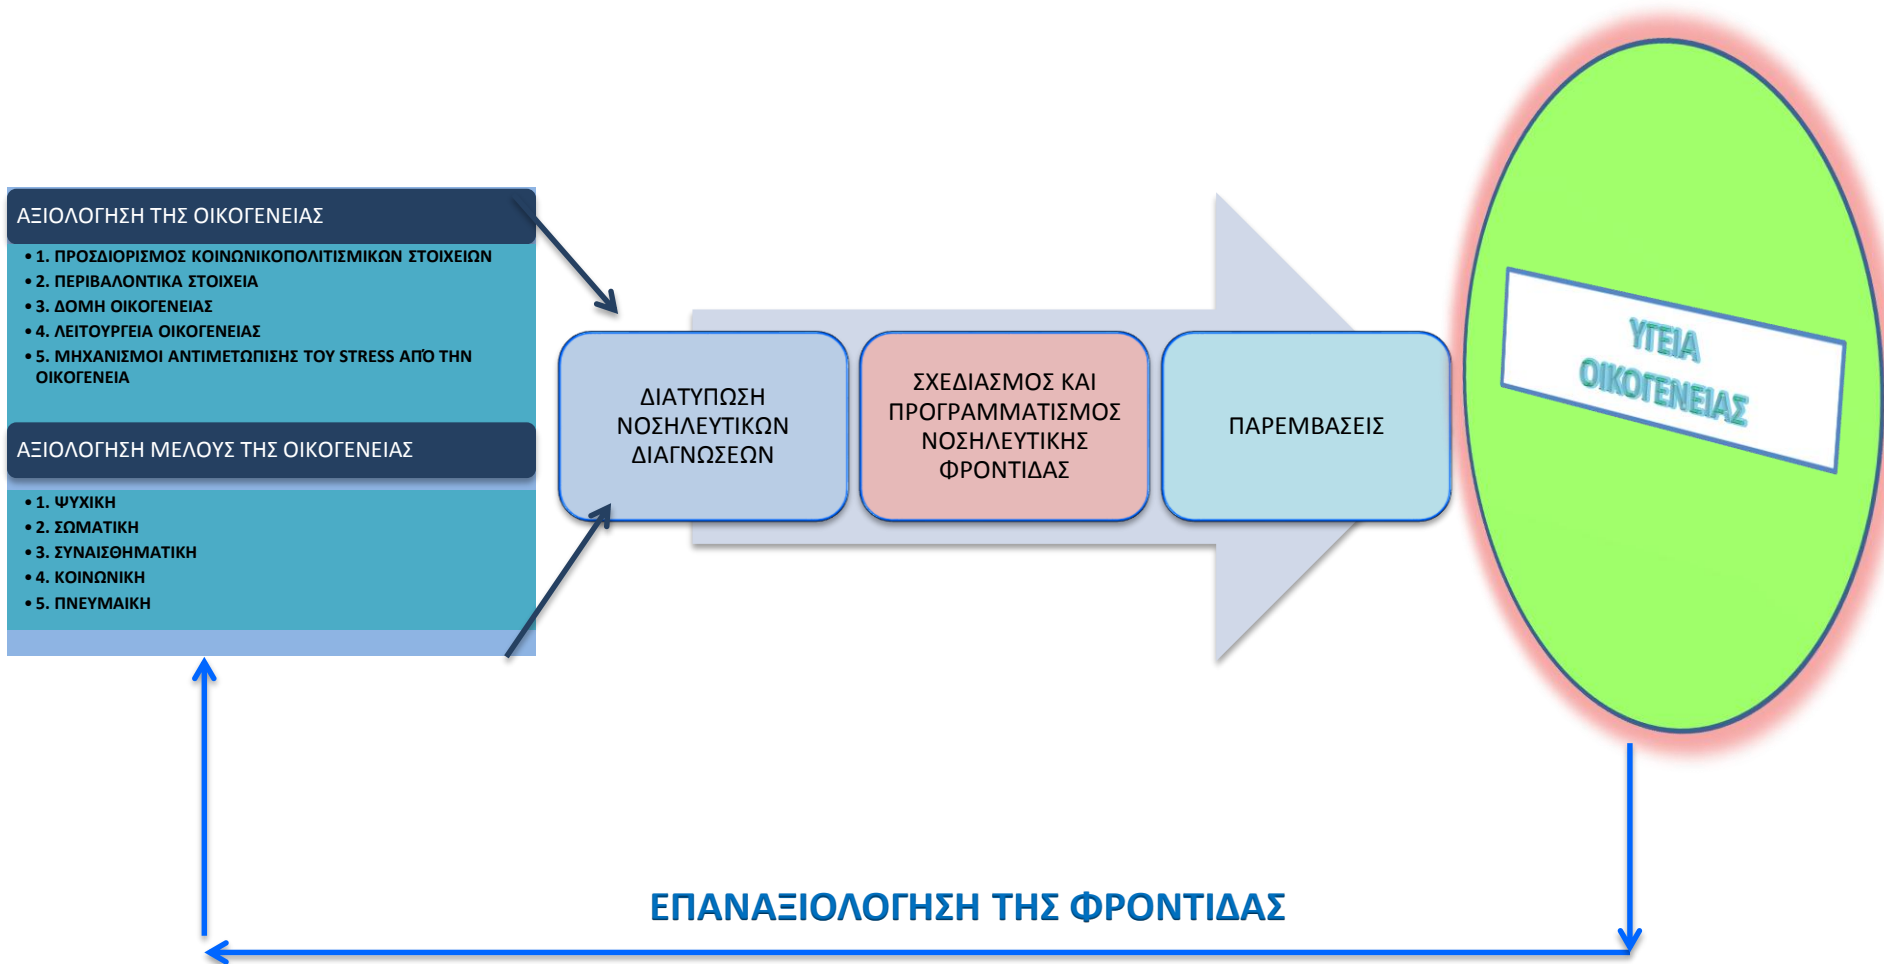 ΑΞΙΟΛΟΓΗΣΗ ΤΗΣ ΟΙΚΟΓΕΝΕΙΑΣ
• 1. ΠΡΟΣΔΙΟΡΙΣΜΟΣ ΚΟΙΝΩΝΙΚΟΠΟΛΙΤΙΣΜΙΚΩΝ ΣΤΟΙΧΕΙΩΝ
• 2. ΠΕΡΙΒΑΛΟΝΤΙΚΑ ΣΤΟΙΧΕΙΑ
• 3. ΔΟΜΗ ΟΙΚΟΓΕΝΕΙΑΣ
• 4. ΛΕΙΤΟΥΡΓΕΙΑ ΟΙΚΟΓΕΝΕΙΑΣ
• 5. ΜΗΧΑΝΙΣΜΟΙ ΑΝΤΙΜΕΤΩΠΙΣΗΣ ΤΟΥ STRESS ΑΠΌ ΤΗΝ
ΟΙΚΟΓΕΝΕΙΑ
ΑΞΙΟΛΟΓΗΣΗ ΜΕΛΟΥΣ ΤΗΣ ΟΙΚΟΓΕΝΕΙΑΣ
• 1. ΨΥΧΙΚΗ
• 2. ΣΩΜΑΤΙΚΗ
• 3. ΣΥΝΑΙΣΘΗΜΑΤΙΚΗ
• 4. ΚΟΙΝΩΝΙΚΗ
• 5. ΠΝΕΥΜΑΙΚΗ
ΔΙΑΤΥΠΩΣΗ
ΝΟΣΗΛΕΥΤΙΚΩΝ
ΔΙΑΓΝΩΣΕΩΝ
ΣΧΕΔΙΑΣΜΟΣ ΚΑΙ
ΠΡΟΓΡΑΜΜΑΤΙΣΜΟΣ
ΝΟΣΗΛΕΥΤΙΚΗΣ
ΦΡΟΝΤΙΔΑΣ
ΠΑΡΕΜΒΑΣΕΙΣ
ΥΓΕΙΑ
ΟΙΚΟΓΕΝΕΙΑΣ
ΕΠΑΝΑΞΙΟΛΟΓΗΣΗ ΤΗΣ ΦΡΟΝΤΙΔΑΣ